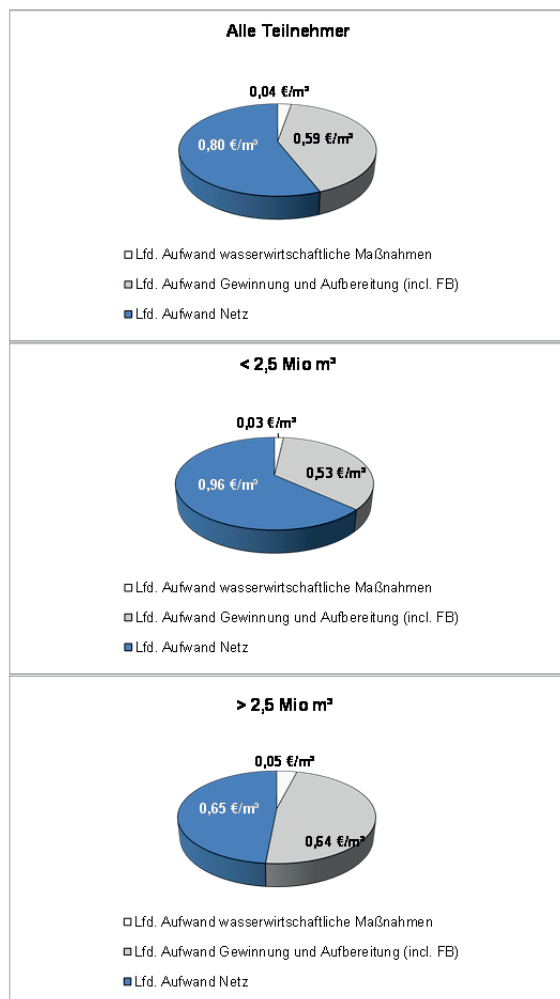 Alle Teilnehmer
0,04 €/m³
0,80 €/m³
0,59 €/m³
Lfd. Aufwand wasserwirtschaftliche Maßnahmen
Lfd. Aufwand Gewinnung und Aufbereitung (incl. FB)
Lfd. Aufwand Netz
< 2,5 Mio m³
0,03 €/m³
0,96 €/m³
0,53 €/m³
Lfd. Aufwand wasserwirtschaftliche Maßnahmen
Lfd. Aufwand Gewinnung und Aufbereitung (incl. FB)
Lfd. Aufwand Netz
> 2,5 Mio m³
0,05 €/m³
0,65 €/m³
0,64 €/m³
Lfd. Aufwand wasserwirtschaftliche Maßnahmen
Lfd. Aufwand Gewinnung und Aufbereitung (incl. FB)
Lfd. Aufwand Netz